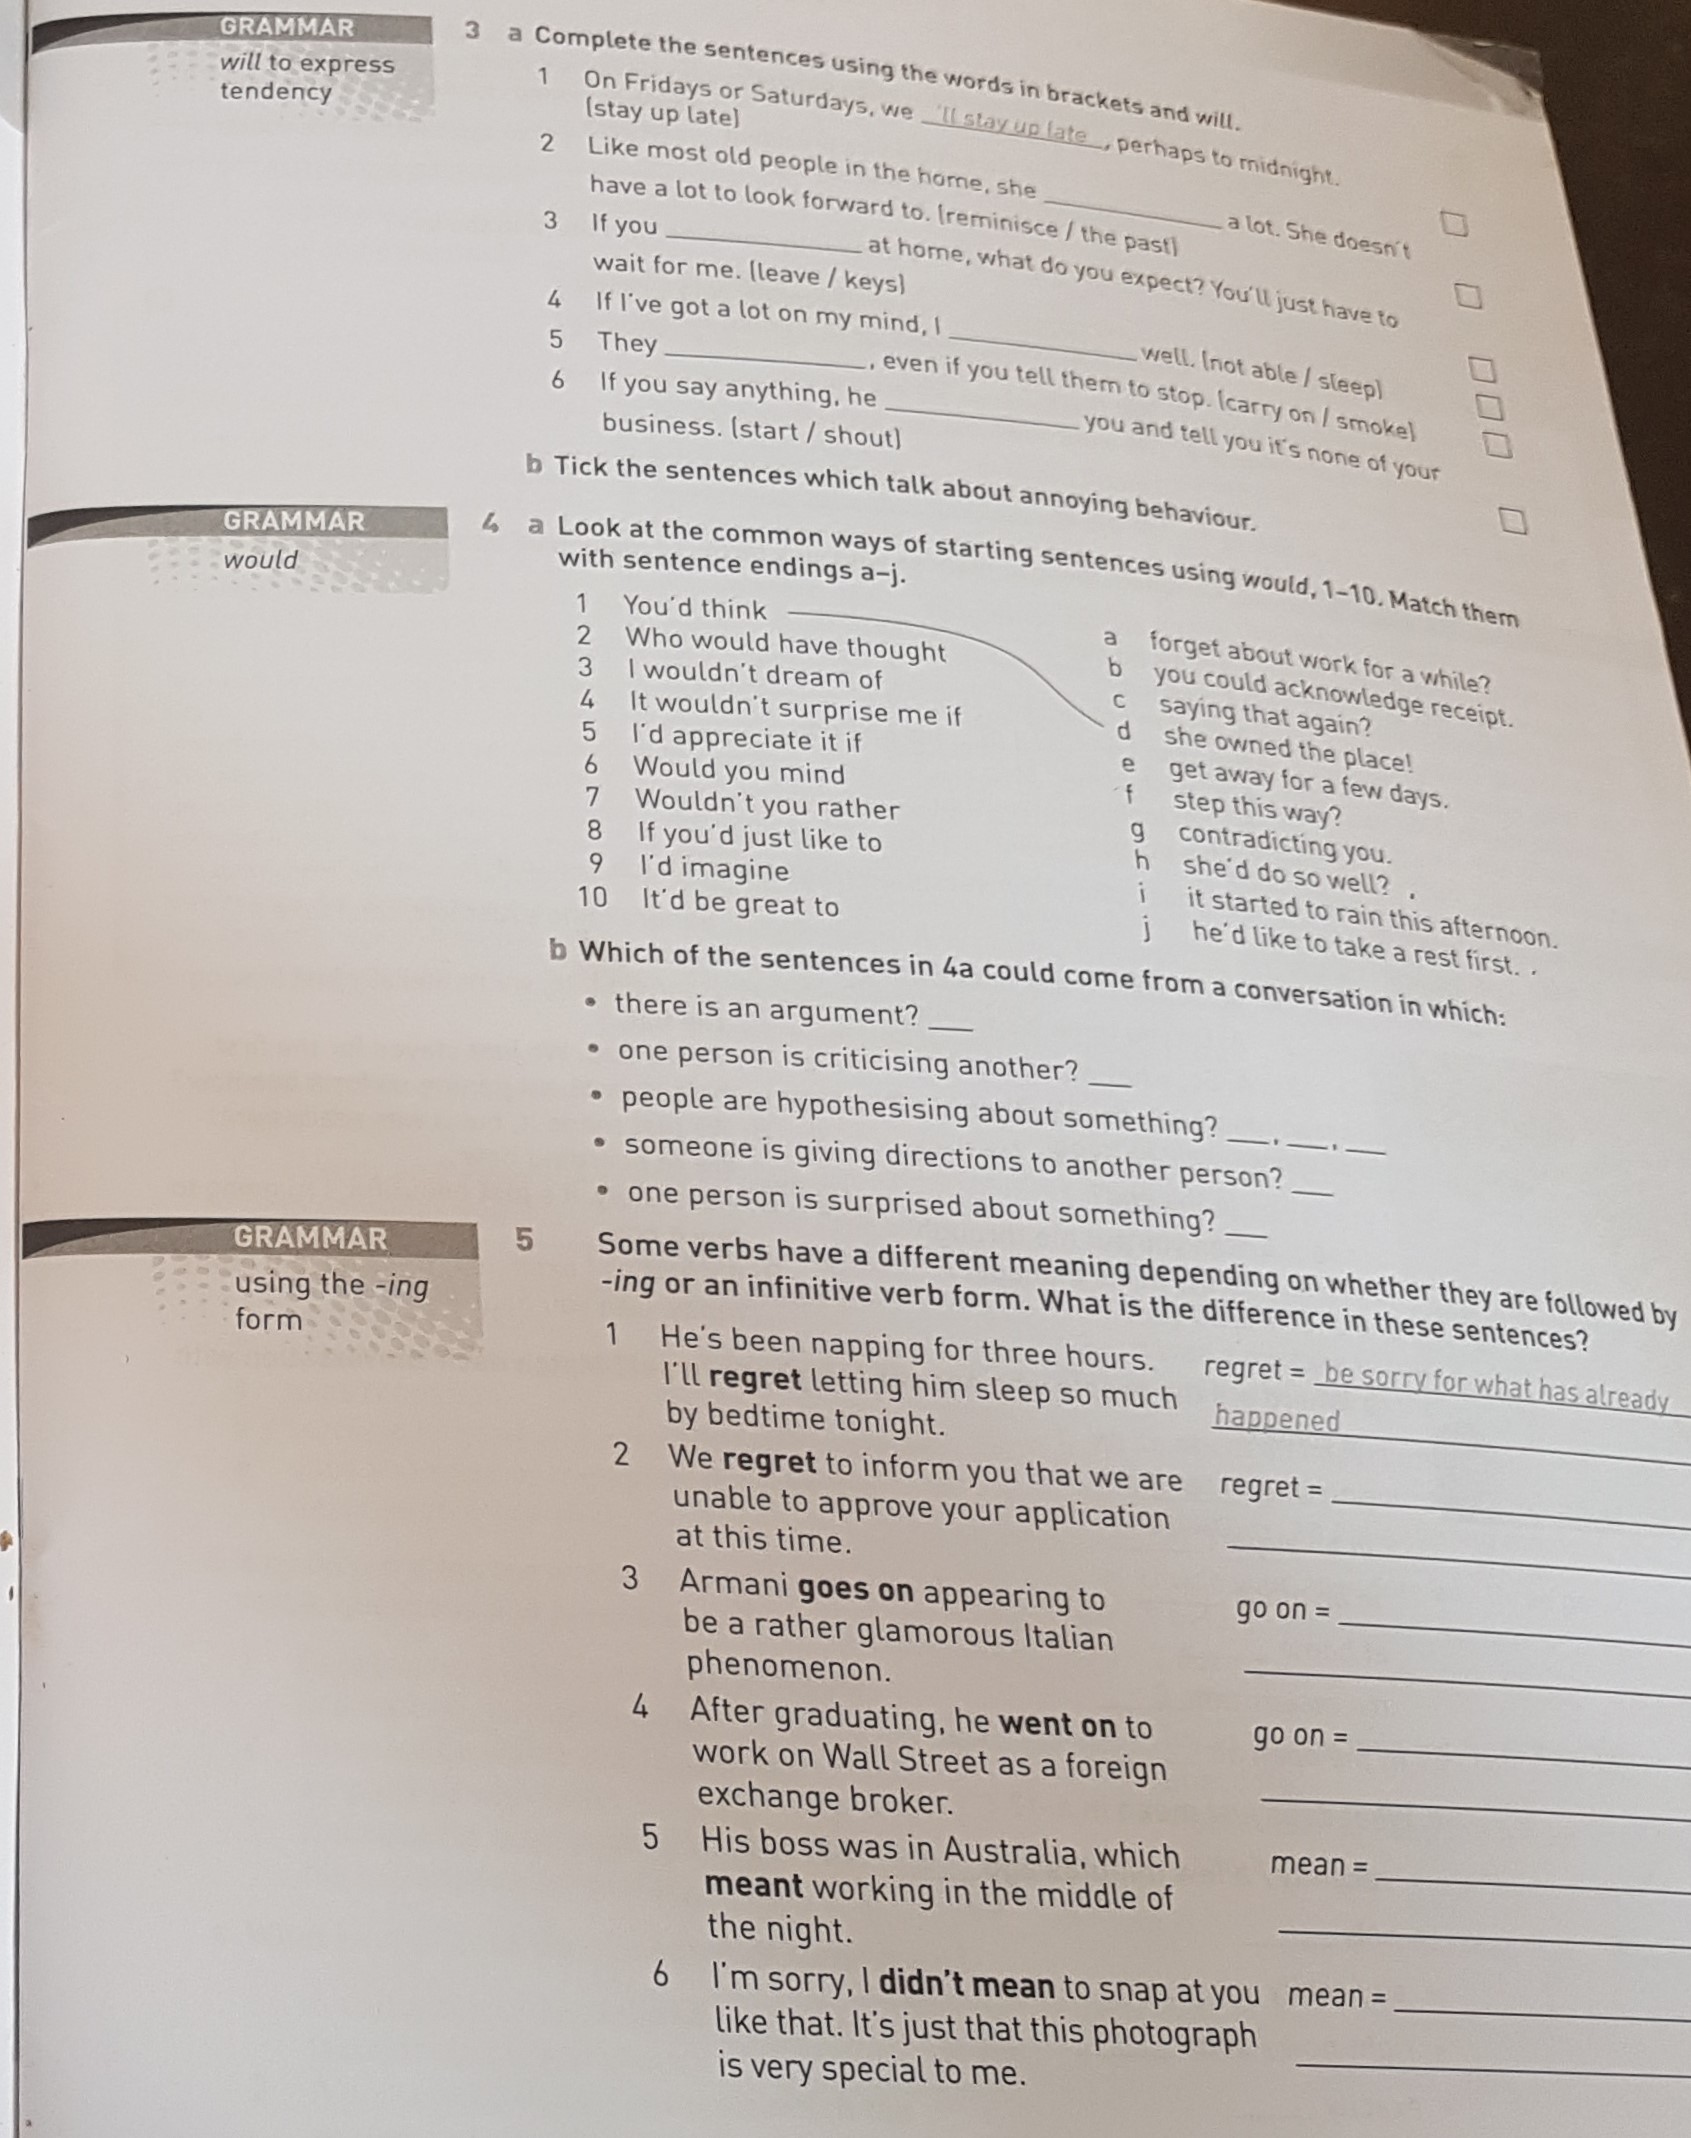 GRAMMAR
will to express
tendency
3 a Complete the sentences using the words in brackets and will.
1 On Fridays or Saturdays, we 'll stay up late, perhaps to midnight.
(stay up late)
2 Like most old people in the home, she ____ a lot. She doesn't
have a lot to look forward to. (reminisce / the past)
3 If you ____ at home, what do you expect? You'll just have to
wait for me. (leave / keys)
4 If I've got a lot on my mind, I ____ well. (not able / sleep)
5 They ____, even if you tell them to stop. (carry on / smoke)
6 If you say anything, he ____ you and tell you it's none of your
business. (start / shout)
b Tick the sentences which talk about annoying behaviour.
GRAMMAR
would
4 a Look at the common ways of starting sentences using would, 1–10. Match them
with sentence endings a–j.
1 You'd think
2 Who would have thought
3 I wouldn't dream of
4 It wouldn't surprise me if
5 I'd appreciate it if
6 Would you mind
7 Wouldn't you rather
8 If you'd just like to
9 I'd imagine
10 It'd be great to
a forget about work for a while?
b you could acknowledge receipt.
c saying that again?
d she owned the place!
e get away for a few days.
f step this way?
g contradicting you.
h she'd do so well?
i it started to rain this afternoon.
j he'd like to take a rest first.
b Which of the sentences in 4a could come from a conversation in which:
• there is an argument? ___
• one person is criticising another? ___
• people are hypothesising about something? ___, ___, ___
• someone is giving directions to another person? ___
• one person is surprised about something? ___
GRAMMAR
using the -ing
form
5 Some verbs have a different meaning depending on whether they are followed by
-ing or an infinitive verb form. What is the difference in these sentences?
1 He's been napping for three hours.
I'll regret letting him sleep so much
by bedtime tonight.
regret = be sorry for what has already
happened
2 We regret to inform you that we are
unable to approve your application
at this time.
regret =
3 Armani goes on appearing to
be a rather glamorous Italian
phenomenon.
go on =
4 After graduating, he went on to
work on Wall Street as a foreign
exchange broker.
go on =
5 His boss was in Australia, which
meant working in the middle of
the night.
mean =
6 I'm sorry, I didn't mean to snap at you
like that. It's just that this photograph
is very special to me.
mean =